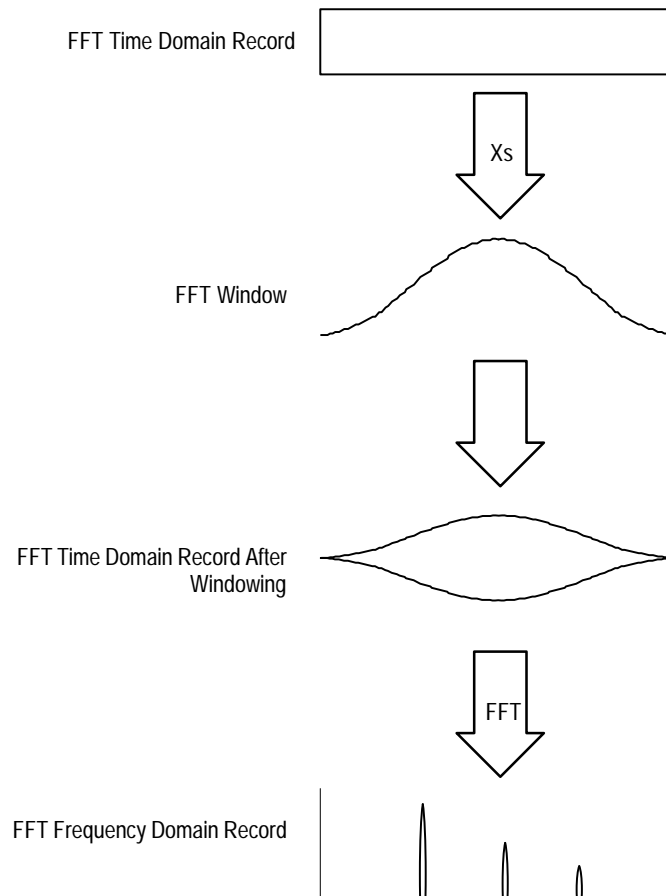 FFT Time Domain Record
Xs
FFT Window
FFT Time Domain Record After
Windowing
FFT
FFT Frequency Domain Record